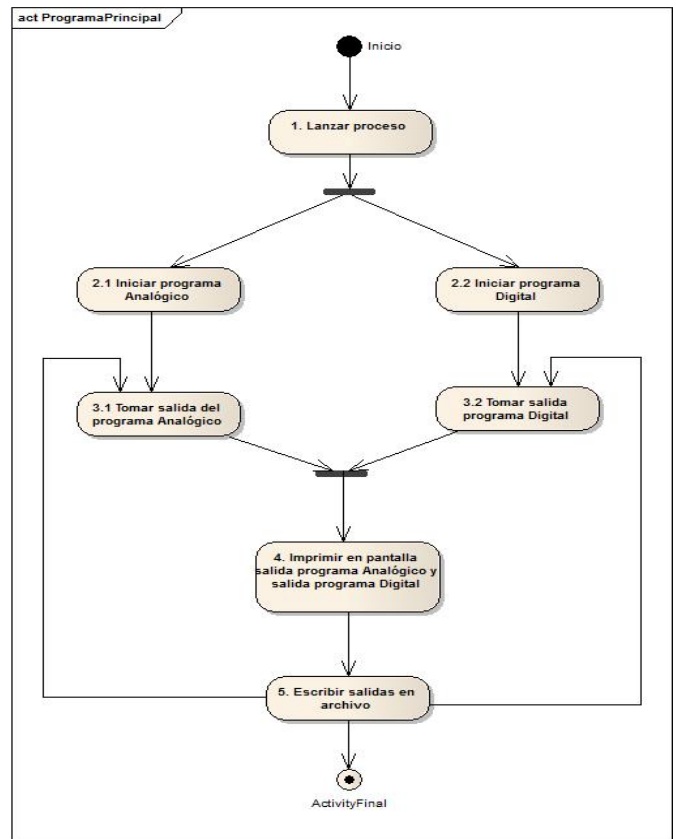 act ProgramaPrincipal
Inicio
1. Lanzar proceso
2.1 Iniciar programa
Analógico
2.2 Iniciar programa
Digital
3.1 Tomar salida del
programa Analógico
3.2 Tomar salida
programa Digital
4. Imprimir en pantalla
salida programa Analógico y
salida programa Digital
5. Escribir salidas en
archivo
ActivityFinal